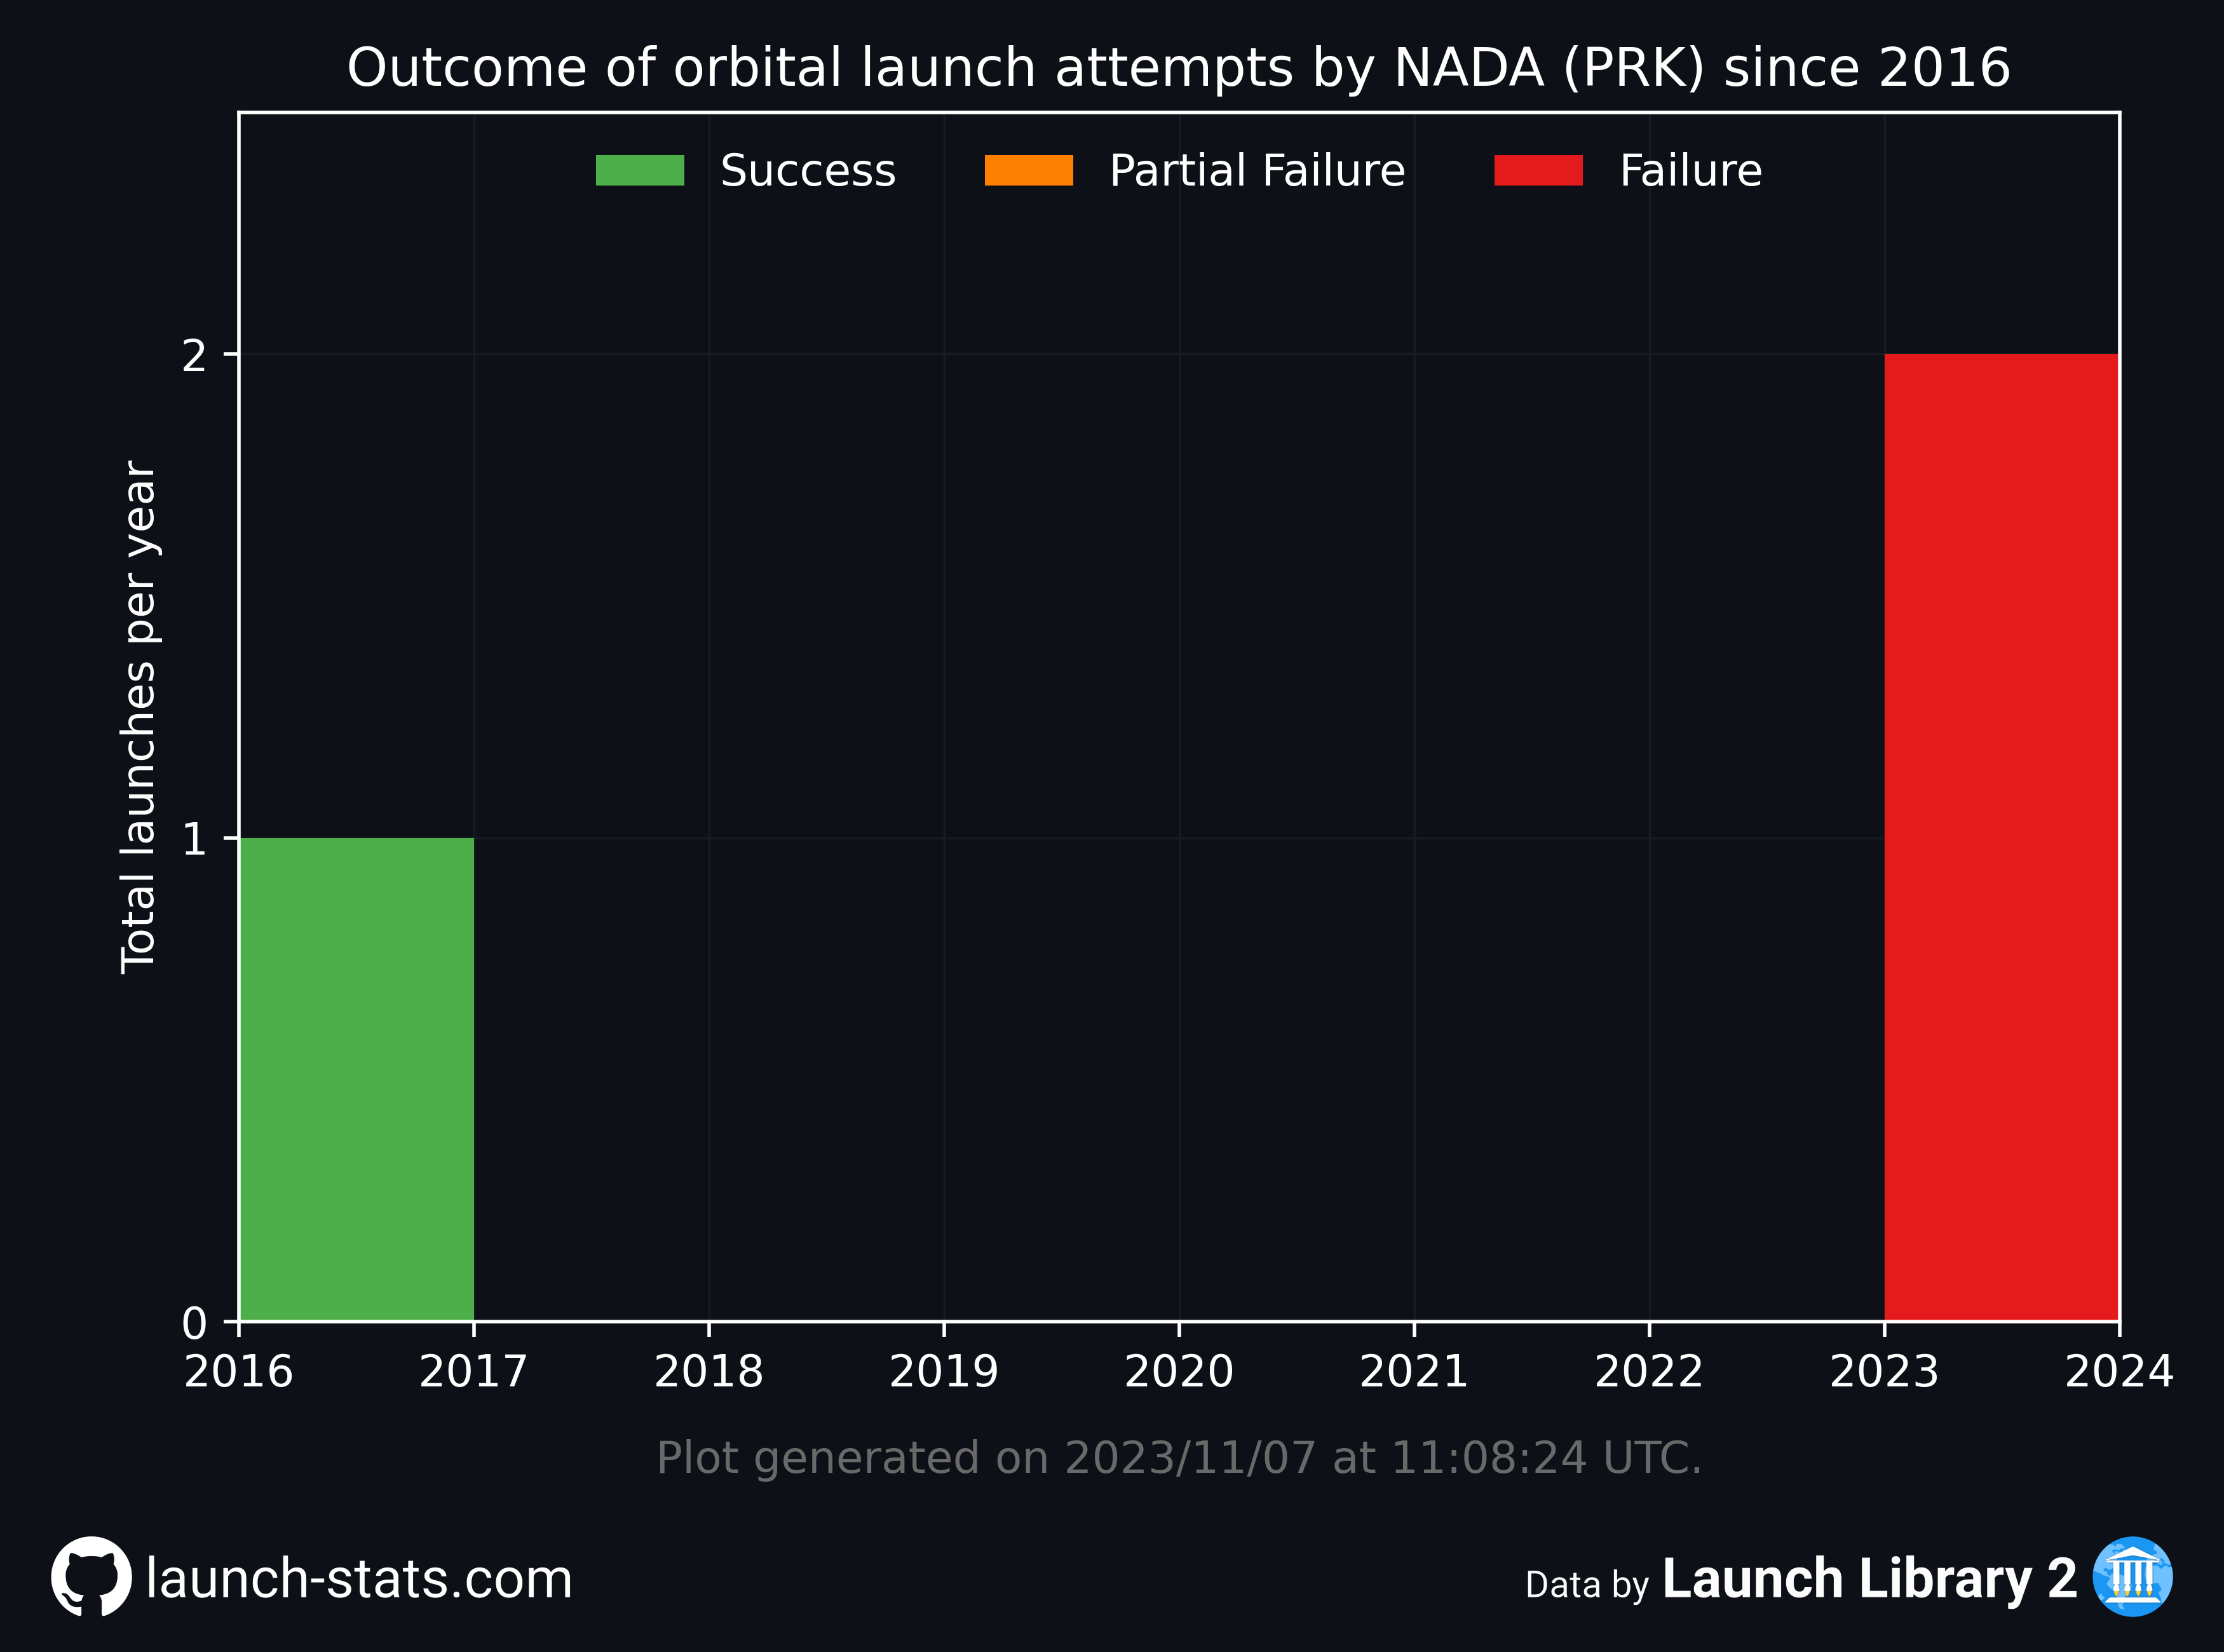 Outcome of orbital launch attempts by NADA (PRK) since 2016
Success Partial Failure Failure
Total launches per year
2
1
0
2016 2017 2018 2019 2020 2021 2022 2023 2024
Plot generated on 2023/11/07 at 11:08:24 UTC.
launch-stats.com
Data by Launch Library 2